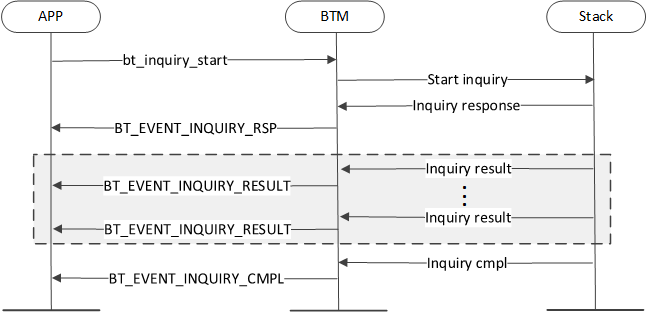 APP
BTM
Stack
bt_inquiry_start
Start inquiry
Inquiry response
BT_EVENT_INQUIRY_RSP
Inquiry result
BT_EVENT_INQUIRY_RESULT
Inquiry result
BT_EVENT_INQUIRY_RESULT
Inquiry cmpl
BT_EVENT_INQUIRY_CMPL